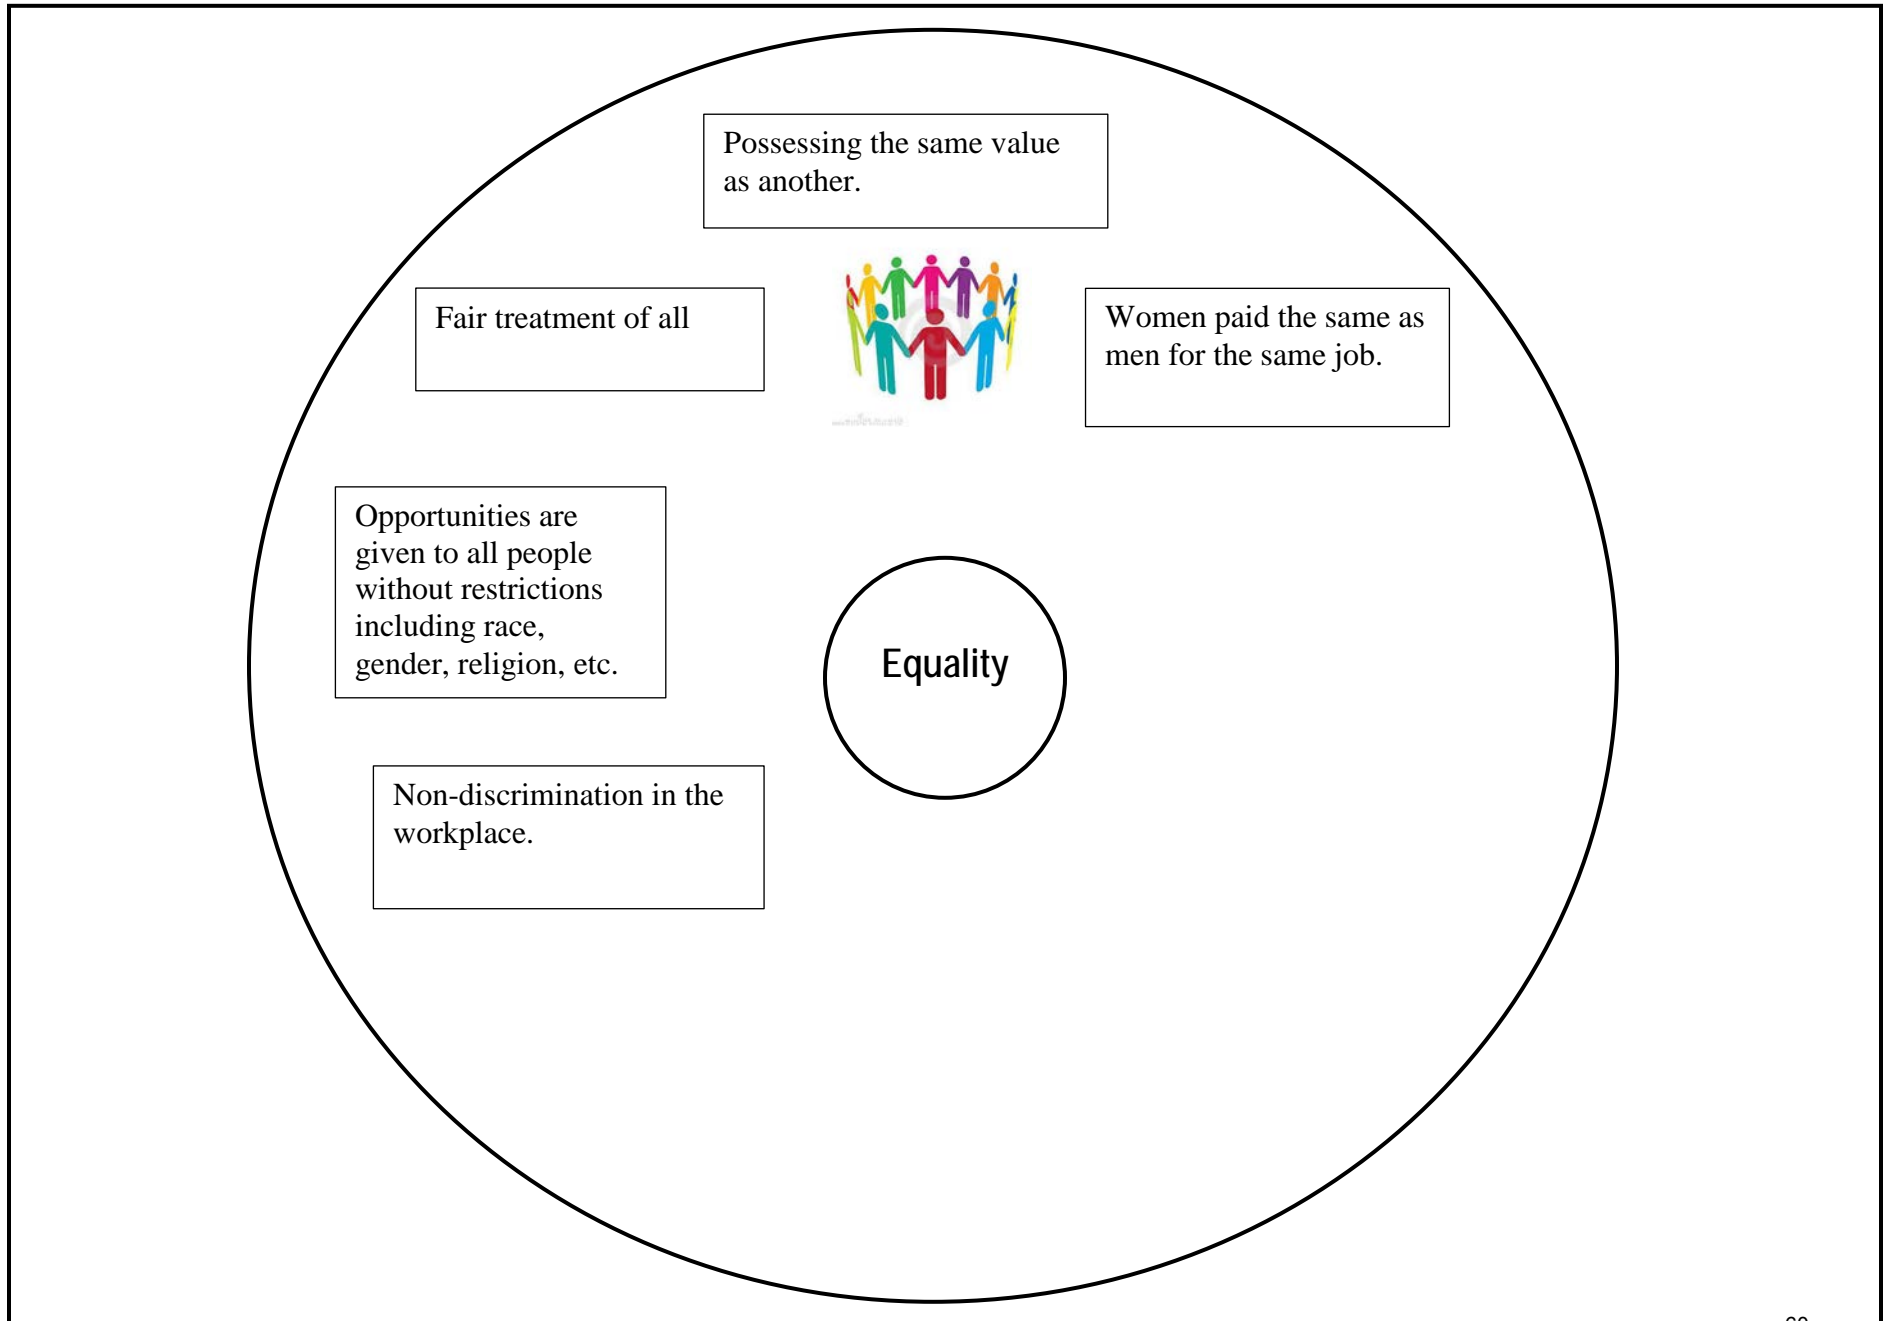 Possessing the same value
as another.
Fair treatment of all
Women paid the same as
men for the same job.
Opportunities are
given to all people
without restrictions
including race,
gender, religion, etc.
Equality
Non-discrimination in the
workplace.